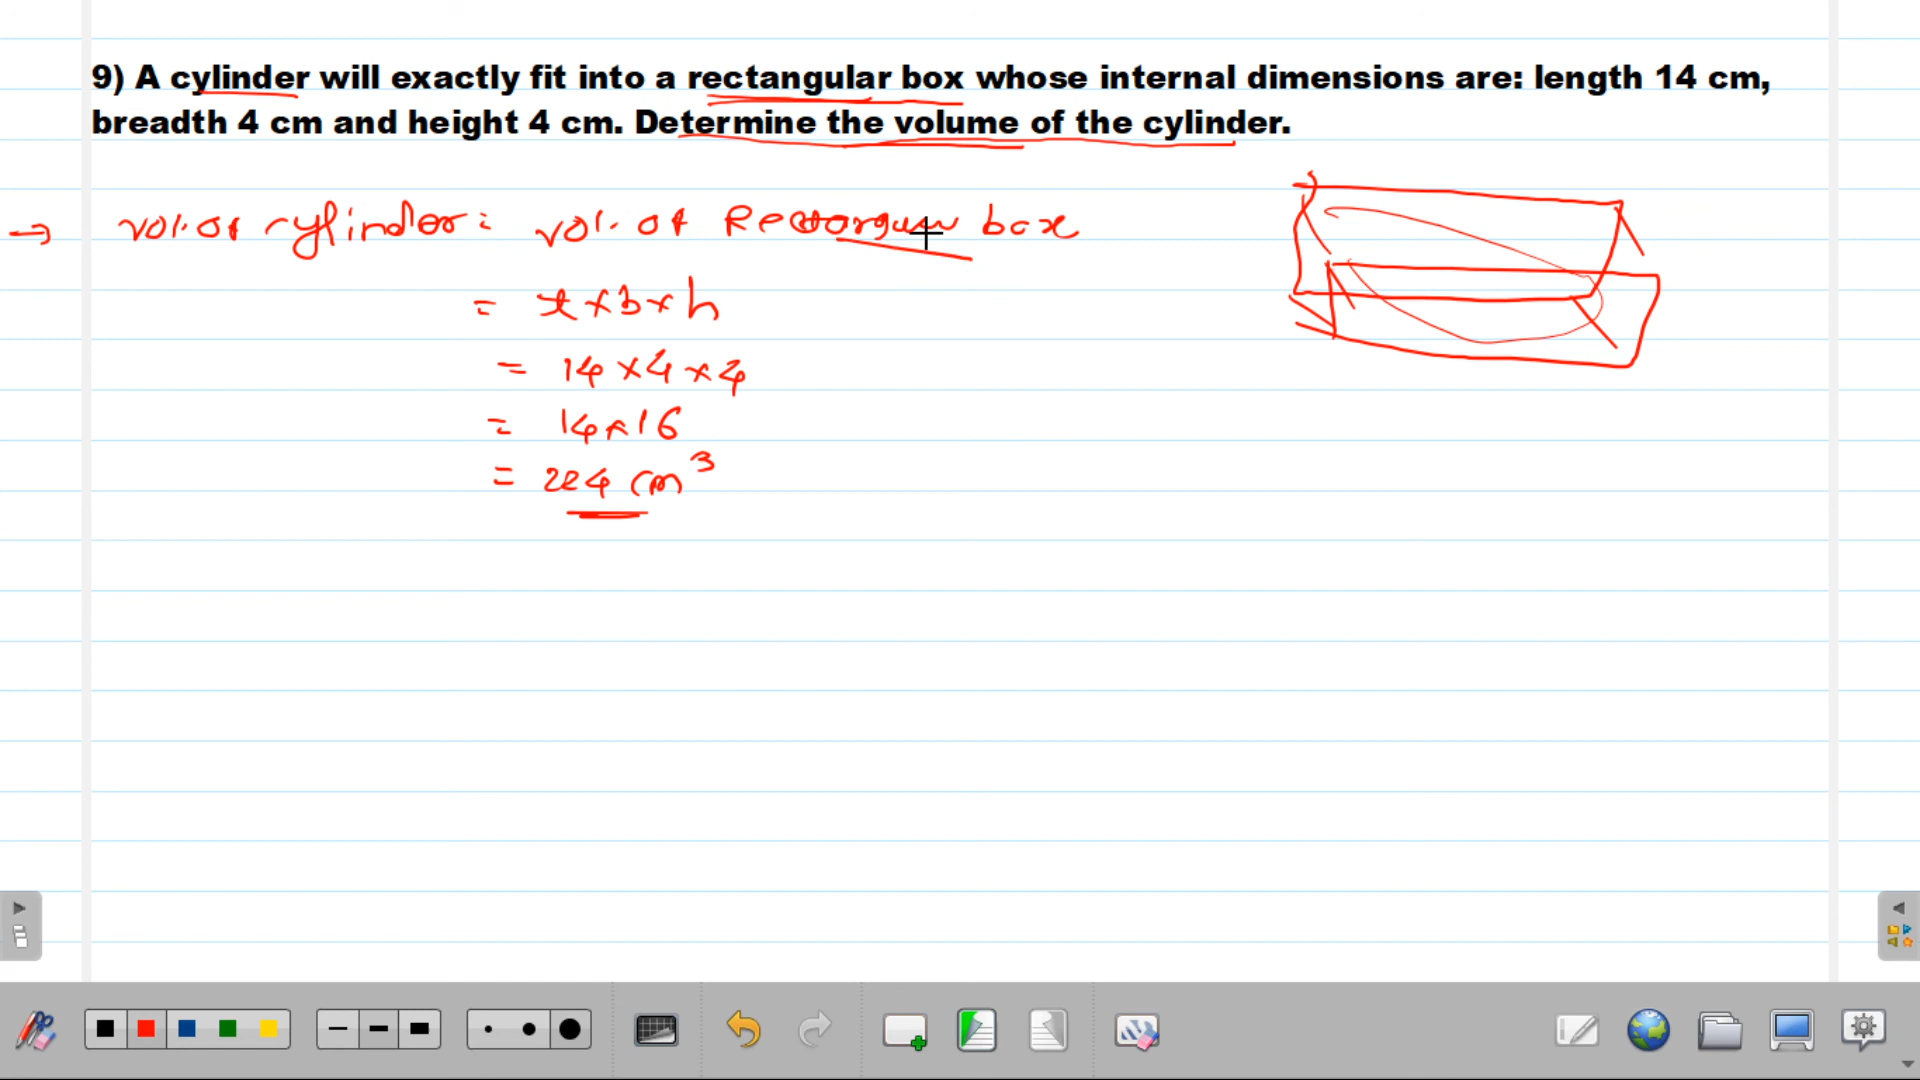 9) A cylinder will exactly fit into a rectangular box whose internal dimensions are: length 14 cm,
breadth 4 cm and height 4 cm. Determine the volume of the cylinder.
→ vol. of cylinder = vol. of Rectangular box
= l × b × h
= 14 × 4 × 4
= 14 × 16
= 224 cm³